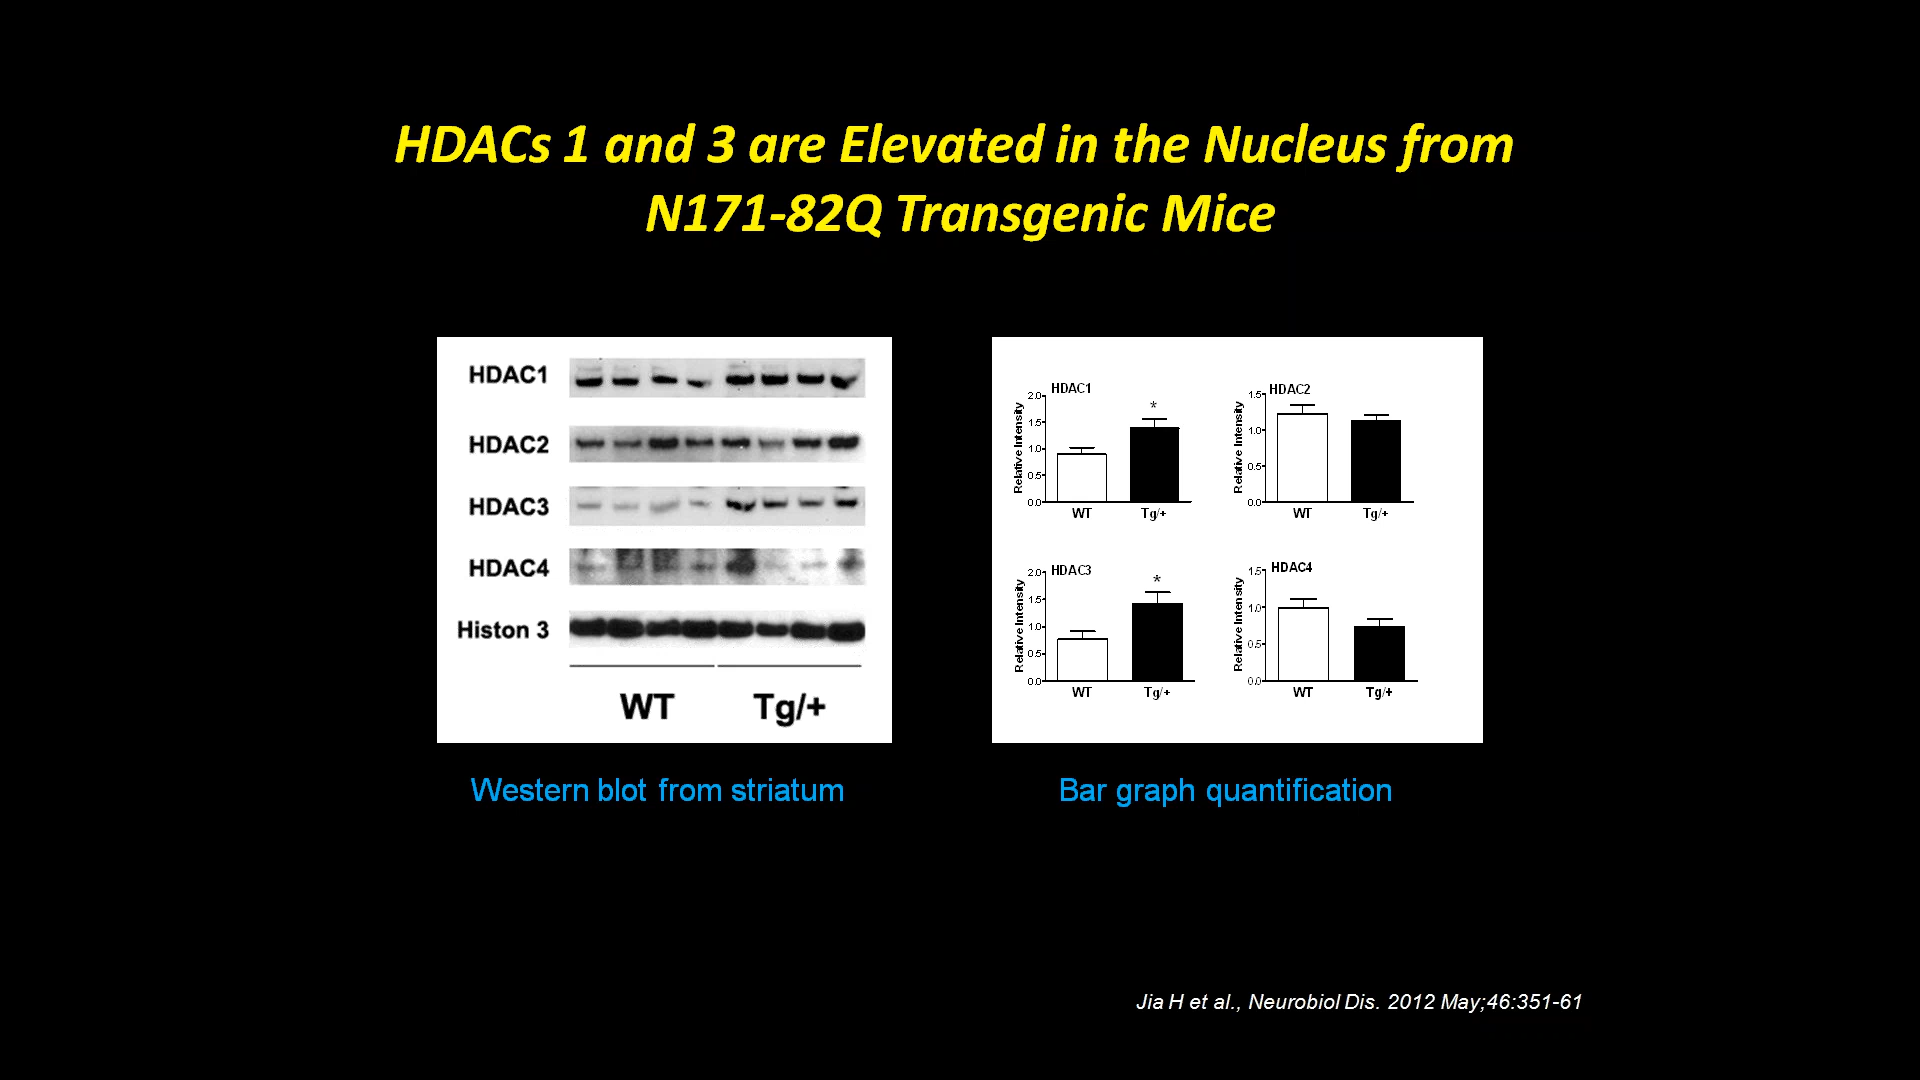 HDACs 1 and 3 are Elevated in the Nucleus from
N171-82Q Transgenic Mice
HDAC1
HDAC2
HDAC3
HDAC4
Histon 3
WT Tg/+
Western blot from striatum
HDAC1
Relative Intensity
2.0
1.5
1.0
0.5
0.0
*
WT Tg/+
HDAC2
Relative Intensity
1.5
1.0
0.5
0.0
WT Tg/+
HDAC3
Relative Intensity
2.0
1.5
1.0
0.5
0.0
*
WT Tg/+
HDAC4
Relative Intensity
1.5
1.0
0.5
0.0
WT Tg/+
Bar graph quantification
Jia H et al., Neurobiol Dis. 2012 May;46:351-61